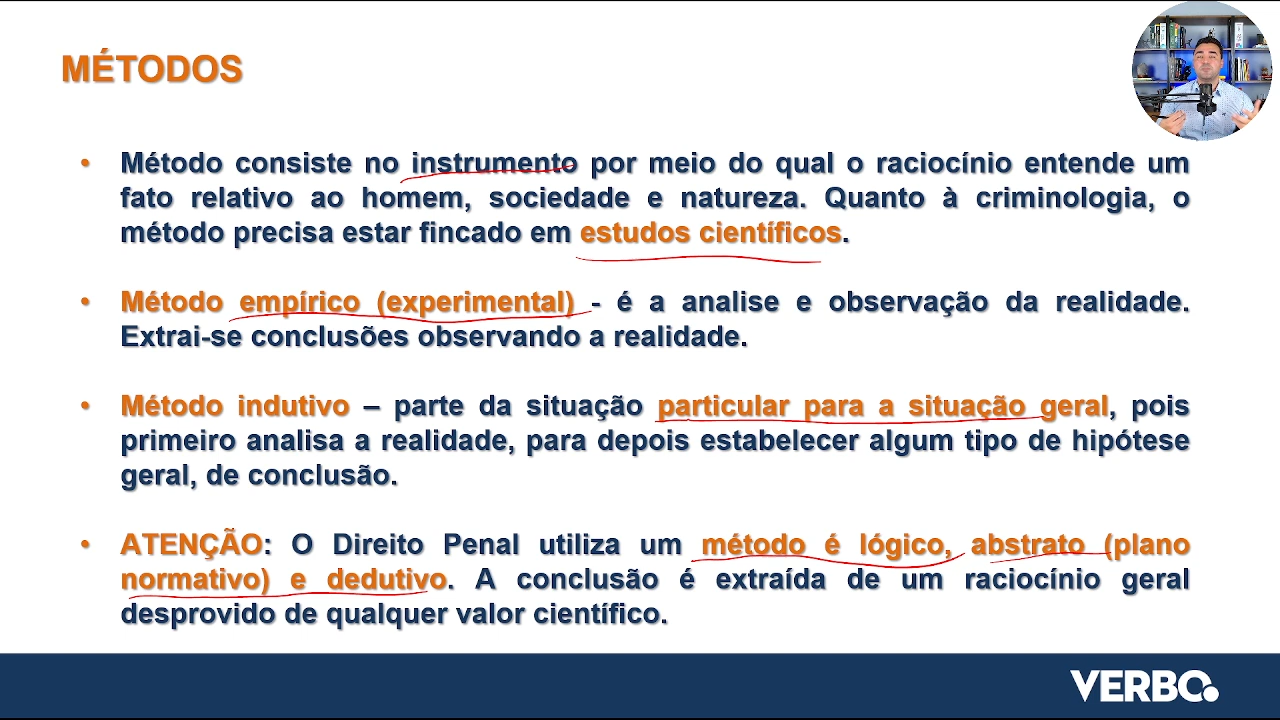 MÉTODOS
• Método consiste no instrumento por meio do qual o raciocínio entende um
fato relativo ao homem, sociedade e natureza. Quanto à criminologia, o
método precisa estar fincado em estudos científicos.
• Método empírico (experimental) - é a analise e observação da realidade.
Extrai-se conclusões observando a realidade.
• Método indutivo – parte da situação particular para a situação geral, pois
primeiro analisa a realidade, para depois estabelecer algum tipo de hipótese
geral, de conclusão.
• ATENÇÃO: O Direito Penal utiliza um método é lógico, abstrato (plano
normativo) e dedutivo. A conclusão é extraída de um raciocínio geral
desprovido de qualquer valor científico.
VERBO